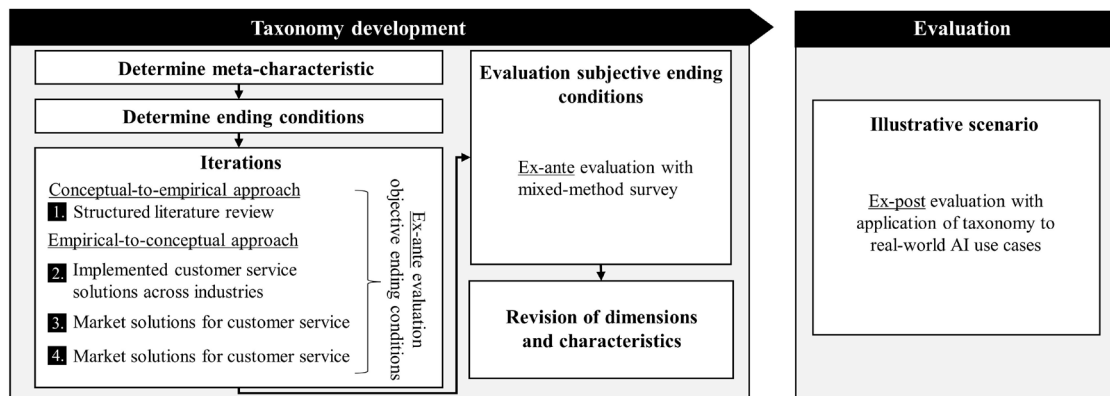 Taxonomy development
Determine meta-characteristic
Determine ending conditions
Iterations
Conceptual-to-empirical approach
1. Structured literature review
Empirical-to-conceptual approach
2. Implemented customer service
solutions across industries
3. Market solutions for customer service
4. Market solutions for customer service
Ex-ante evaluation
objective ending conditions
Evaluation subjective ending
conditions
Ex-ante evaluation with
mixed-method survey
Revision of dimensions
and characteristics
Evaluation
Illustrative scenario
Ex-post evaluation with
application of taxonomy to
real-world AI use cases